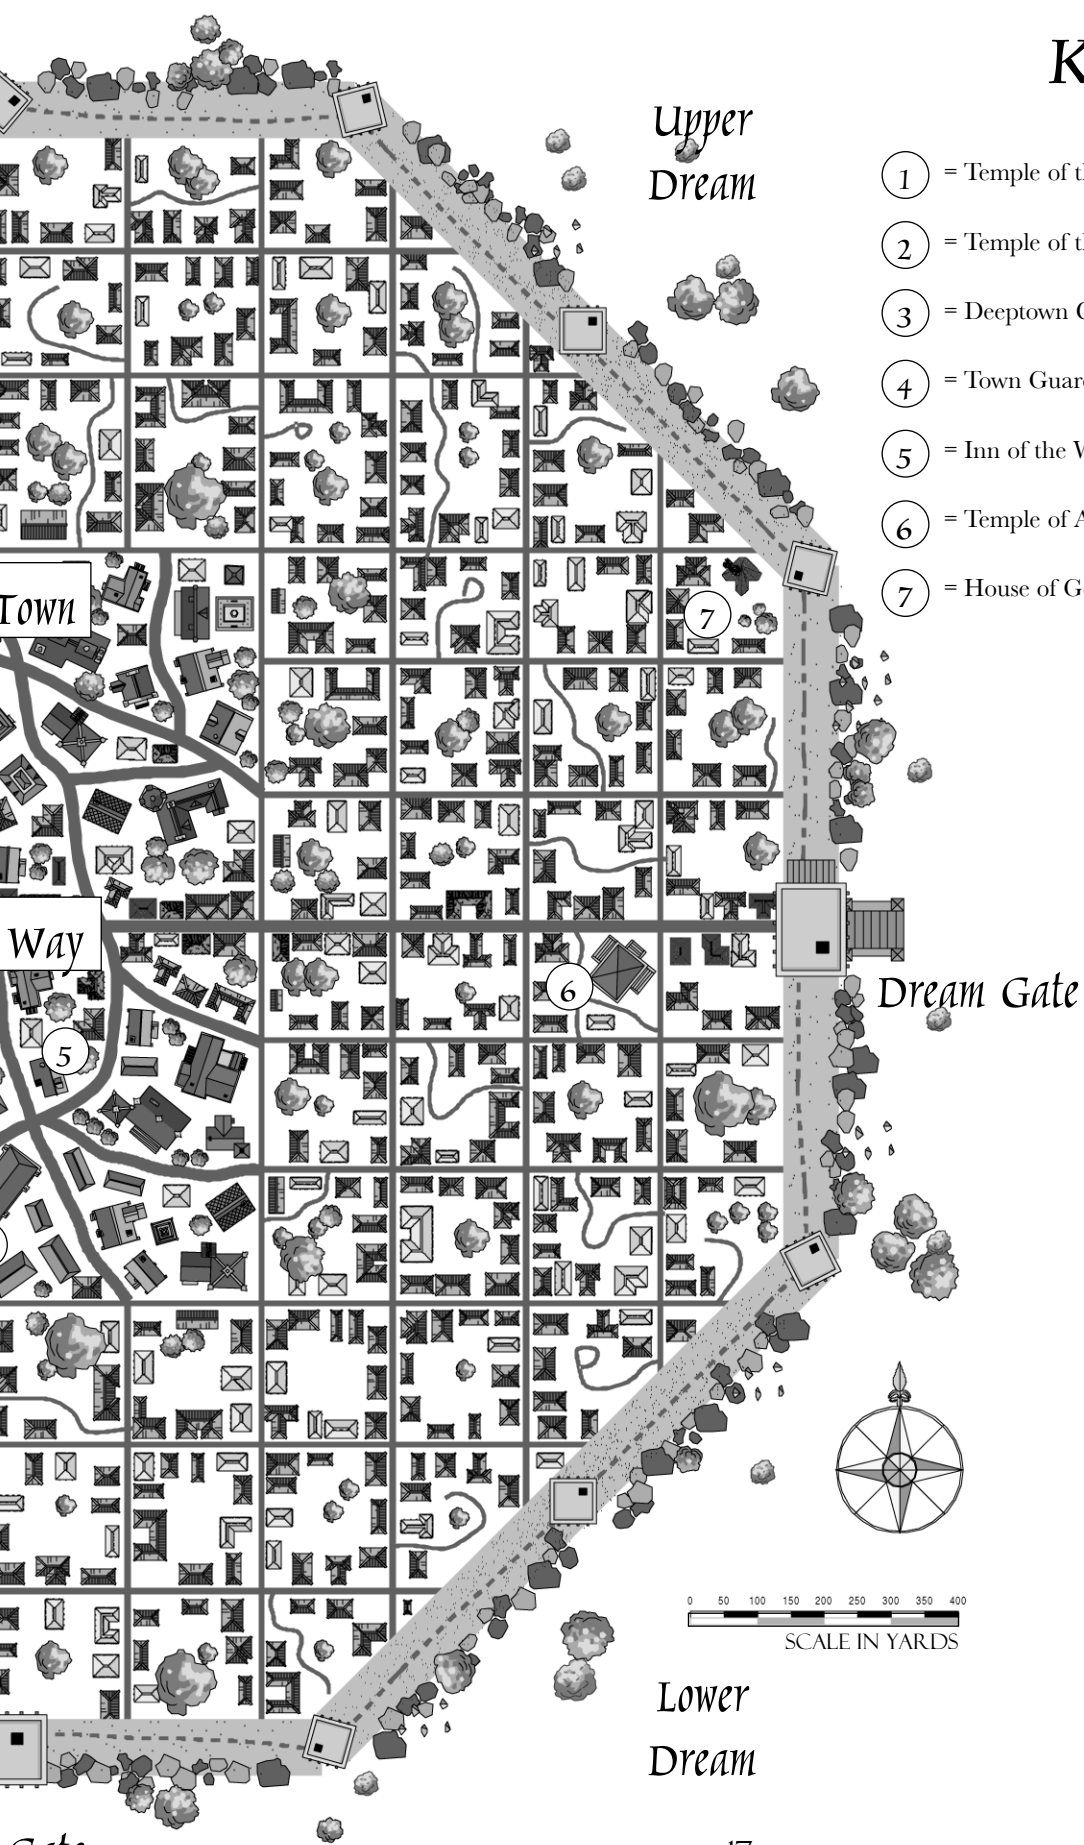 K
Upper
Dream
1 = Temple of t
2 = Temple of t
3 = Deeptown
4 = Town Guar
5 = Inn of the
6 = Temple of A
7 = House of G
Town
7
Way
6
Dream Gate
5
0 50 100 150 200 250 300 350 400
SCALE IN YARDS
Lower
Dream
Gate
17